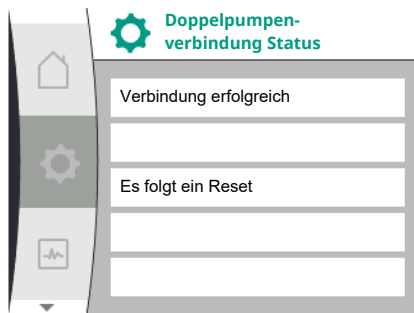 Doppelpumpen-
verbindung Status
Verbindung erfolgreich
Es folgt ein Reset